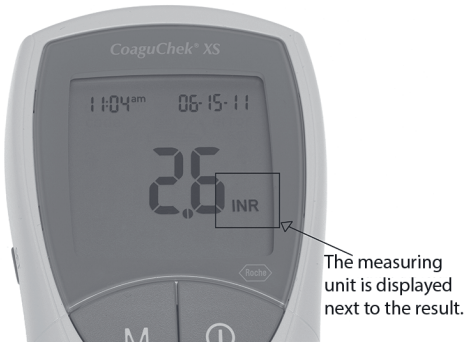 CoaguChek® XS
11:04am 06-15-11
2.6 INR
Roche
M
The measuring
unit is displayed
next to the result.